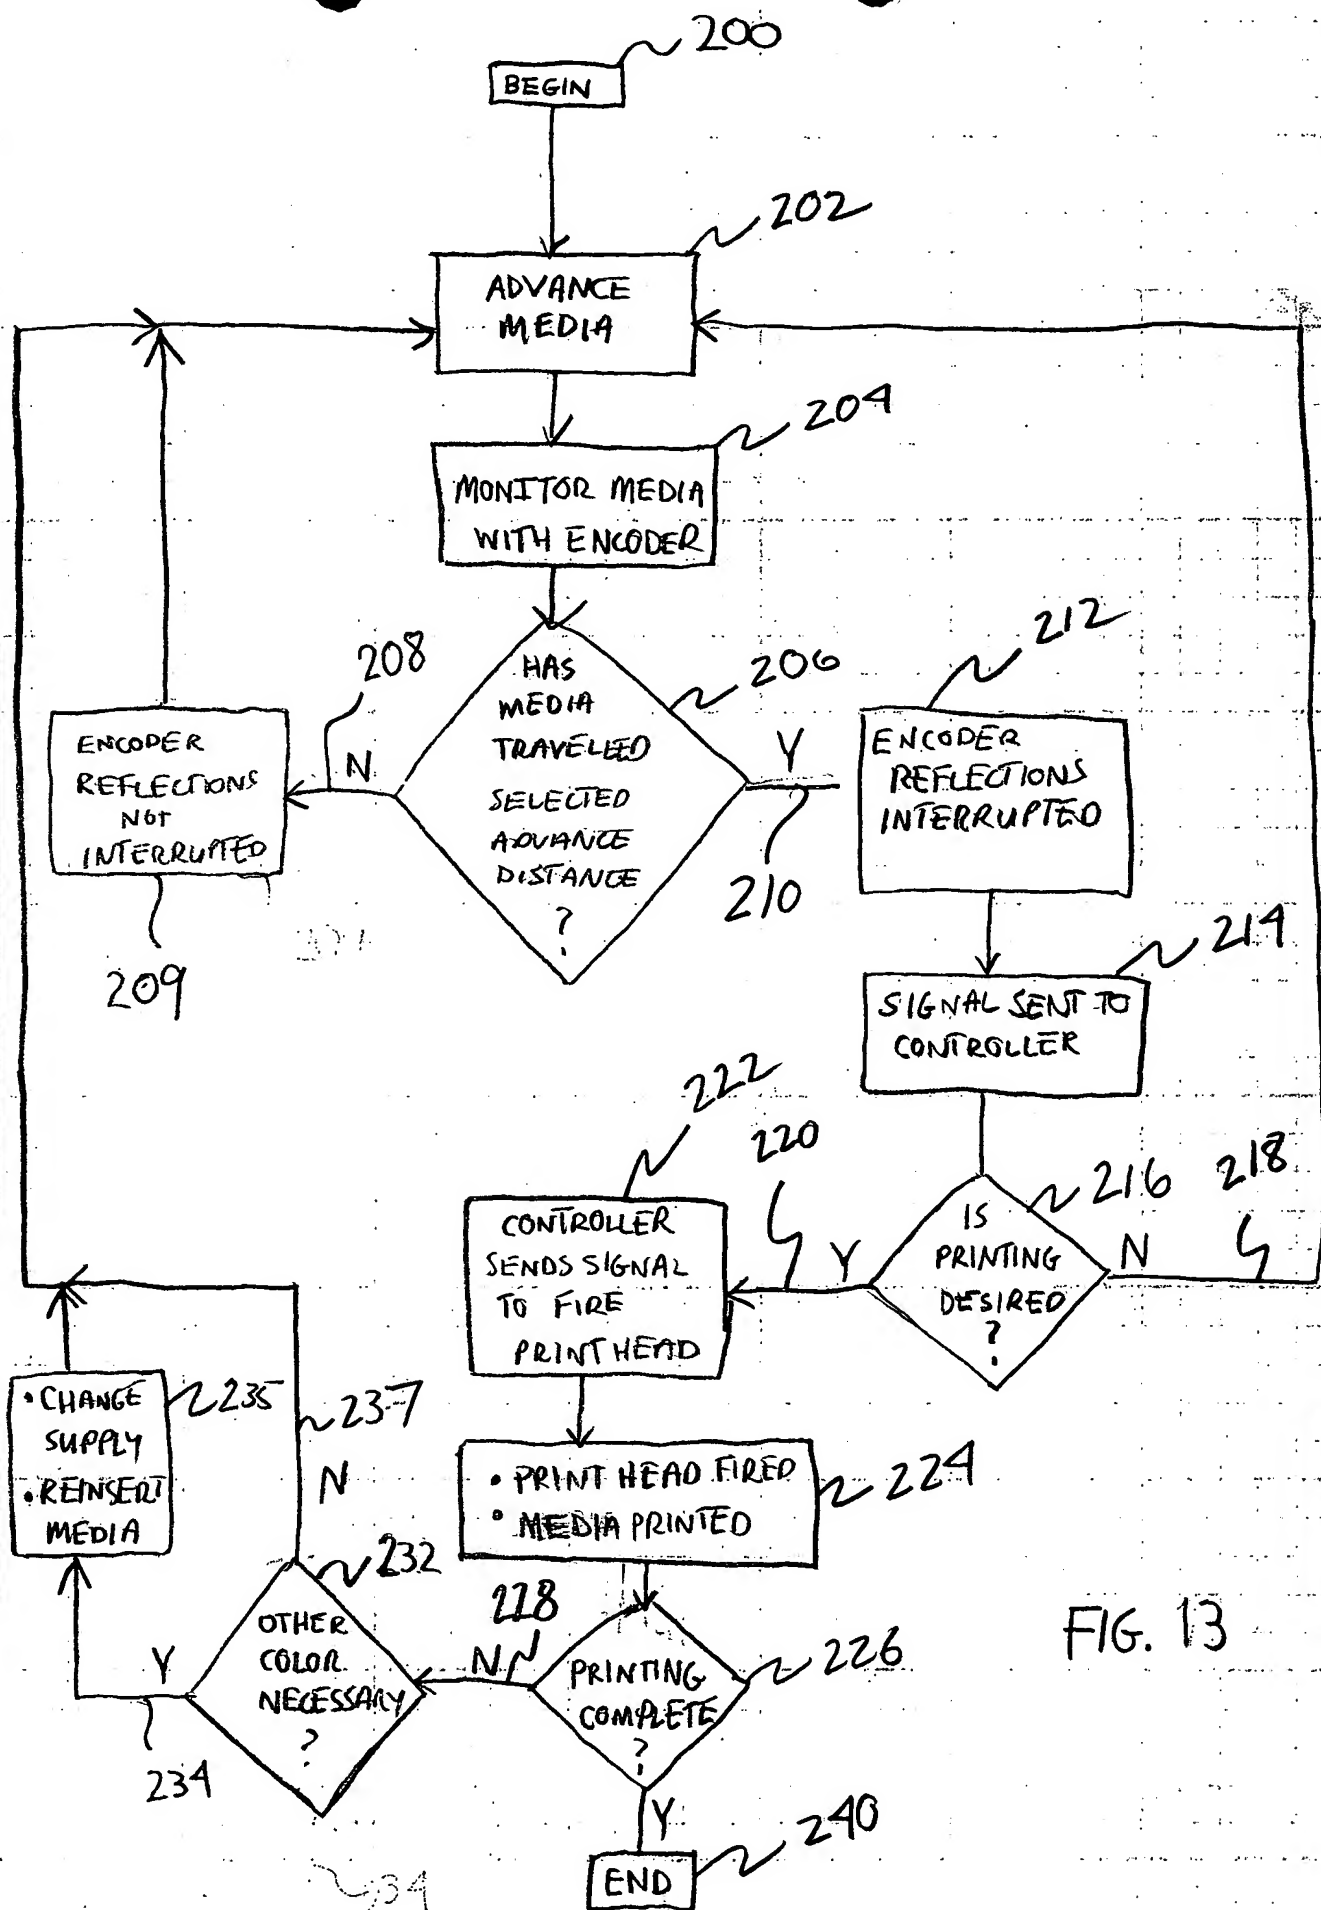 200
BEGIN
202
ADVANCE
MEDIA
204
MONITOR MEDIA
WITH ENCODER
208
206
212
HAS
MEDIA
TRAVELLED
SELECTED
ADVANCE
DISTANCE
?
N
Y
ENCODER
REFLECTIONS
NOT
INTERRUPTED
209
210
ENCODER
REFLECTIONS
INTERRUPTED
214
SIGNAL SENT TO
CONTROLLER
222
220
216
218
IS
PRINTING
DESIRED
?
Y
N
CONTROLLER
SENDS SIGNAL
TO FIRE
PRINT HEAD
• CHANGE
SUPPLY
• REINSERT
MEDIA
235
237
N
• PRINT HEAD FIRED
• MEDIA PRINTED
224
232
228
226
OTHER
COLOR
NECESSARY
?
Y
N
PRINTING
COMPLETE
?
234
Y
240
END
FIG. 13